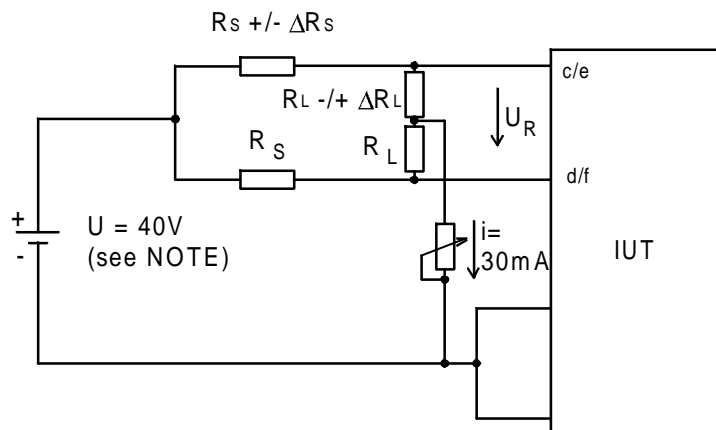 RS +/- ΔRS
c/e
RL -/+ ΔRL
UR
RS
RL
d/f
+
-
U = 40V
(see NOTE)
i=
30mA
IUT